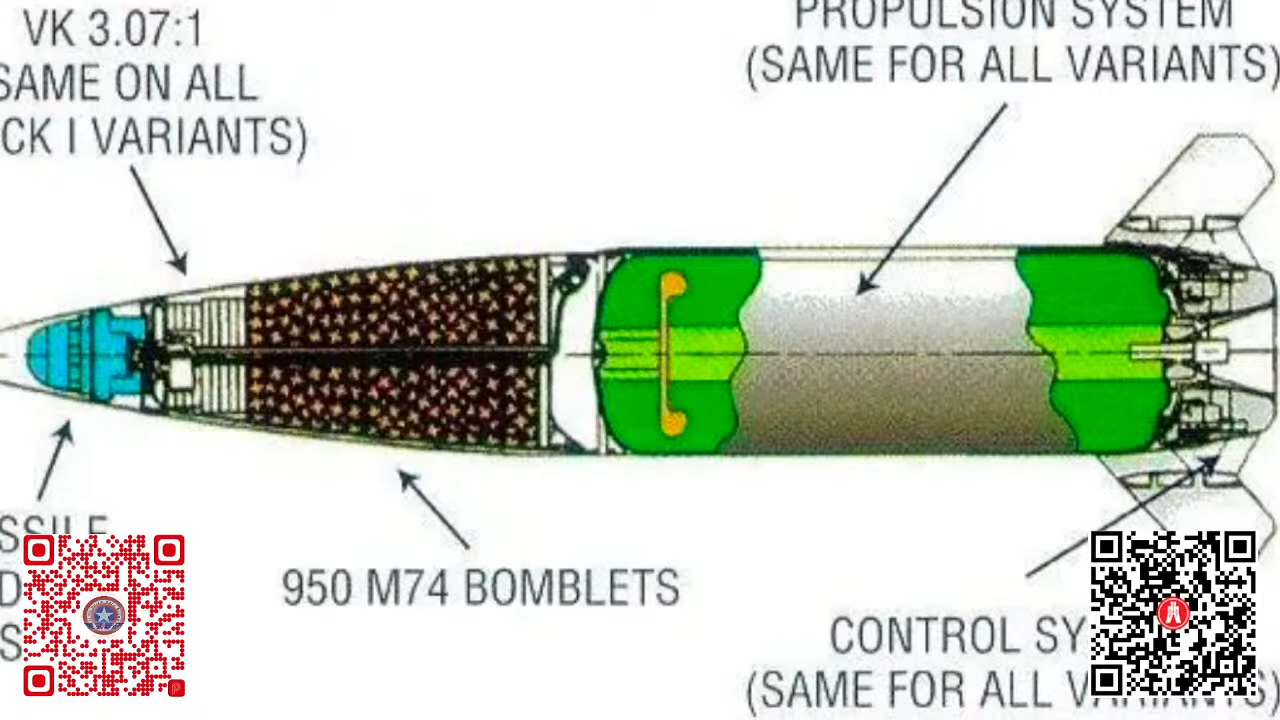 VK 3.07:1
SAME ON ALL
CK I VARIANTS)
PROPULSION SYSTEM
(SAME FOR ALL VARIANTS)
950 M74 BOMBLETS
CONTROL SY
(SAME FOR ALL VARIANTS)